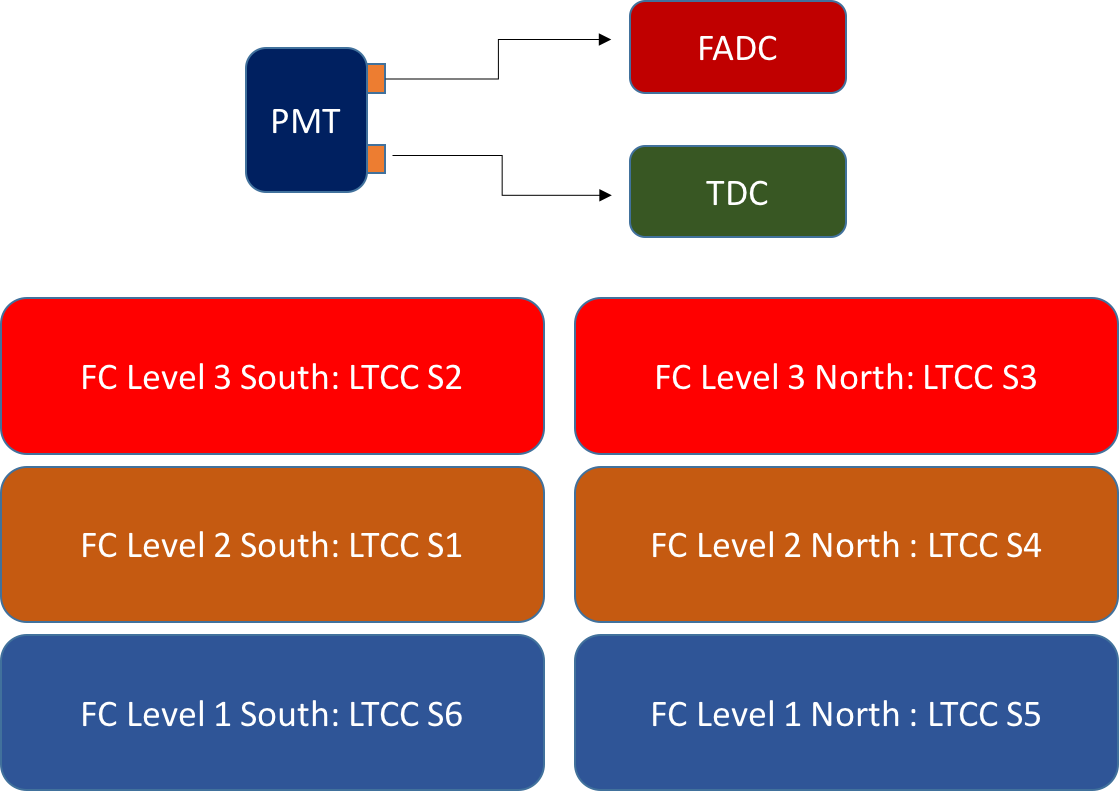 FADC
PMT
TDC
FC Level 3 South: LTCC S2
FC Level 3 North: LTCC S3
FC Level 2 South: LTCC S1
FC Level 2 North : LTCC S4
FC Level 1 South: LTCC S6
FC Level 1 North : LTCC S5